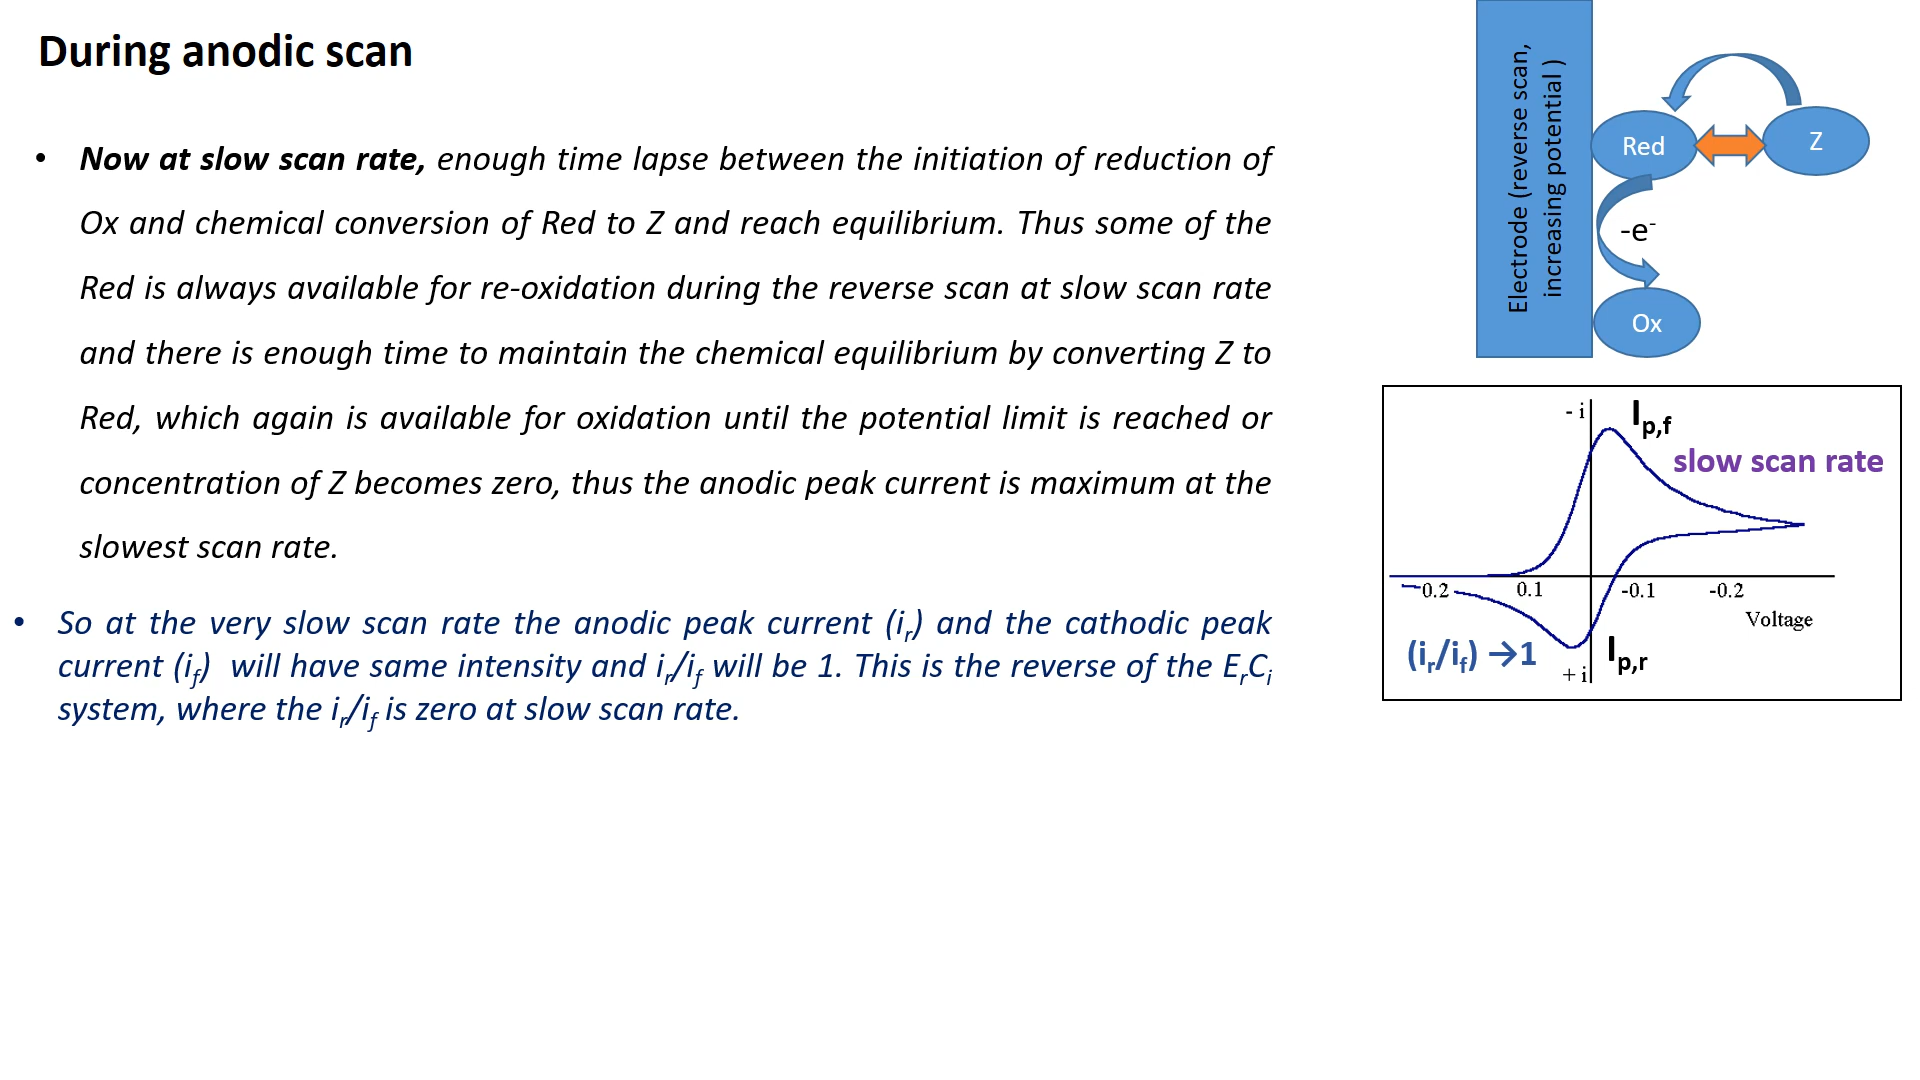 During anodic scan
• Now at slow scan rate, enough time lapse between the initiation of reduction of
Ox and chemical conversion of Red to Z and reach equilibrium. Thus some of the
Red is always available for re-oxidation during the reverse scan at slow scan rate
and there is enough time to maintain the chemical equilibrium by converting Z to
Red, which again is available for oxidation until the potential limit is reached or
concentration of Z becomes zero, thus the anodic peak current is maximum at the
slowest scan rate.
• So at the very slow scan rate the anodic peak current (ir) and the cathodic peak
current (if) will have same intensity and ir/if will be 1. This is the reverse of the ErCi
system, where the ir/if is zero at slow scan rate.
Electrode (reverse scan,
increasing potential )
Red
Z
-e-
Ox
- i
Ip,f
slow scan rate
0.2 0.1 -0.1 -0.2
Voltage
(ir/if) →1
Ip,r
+ i